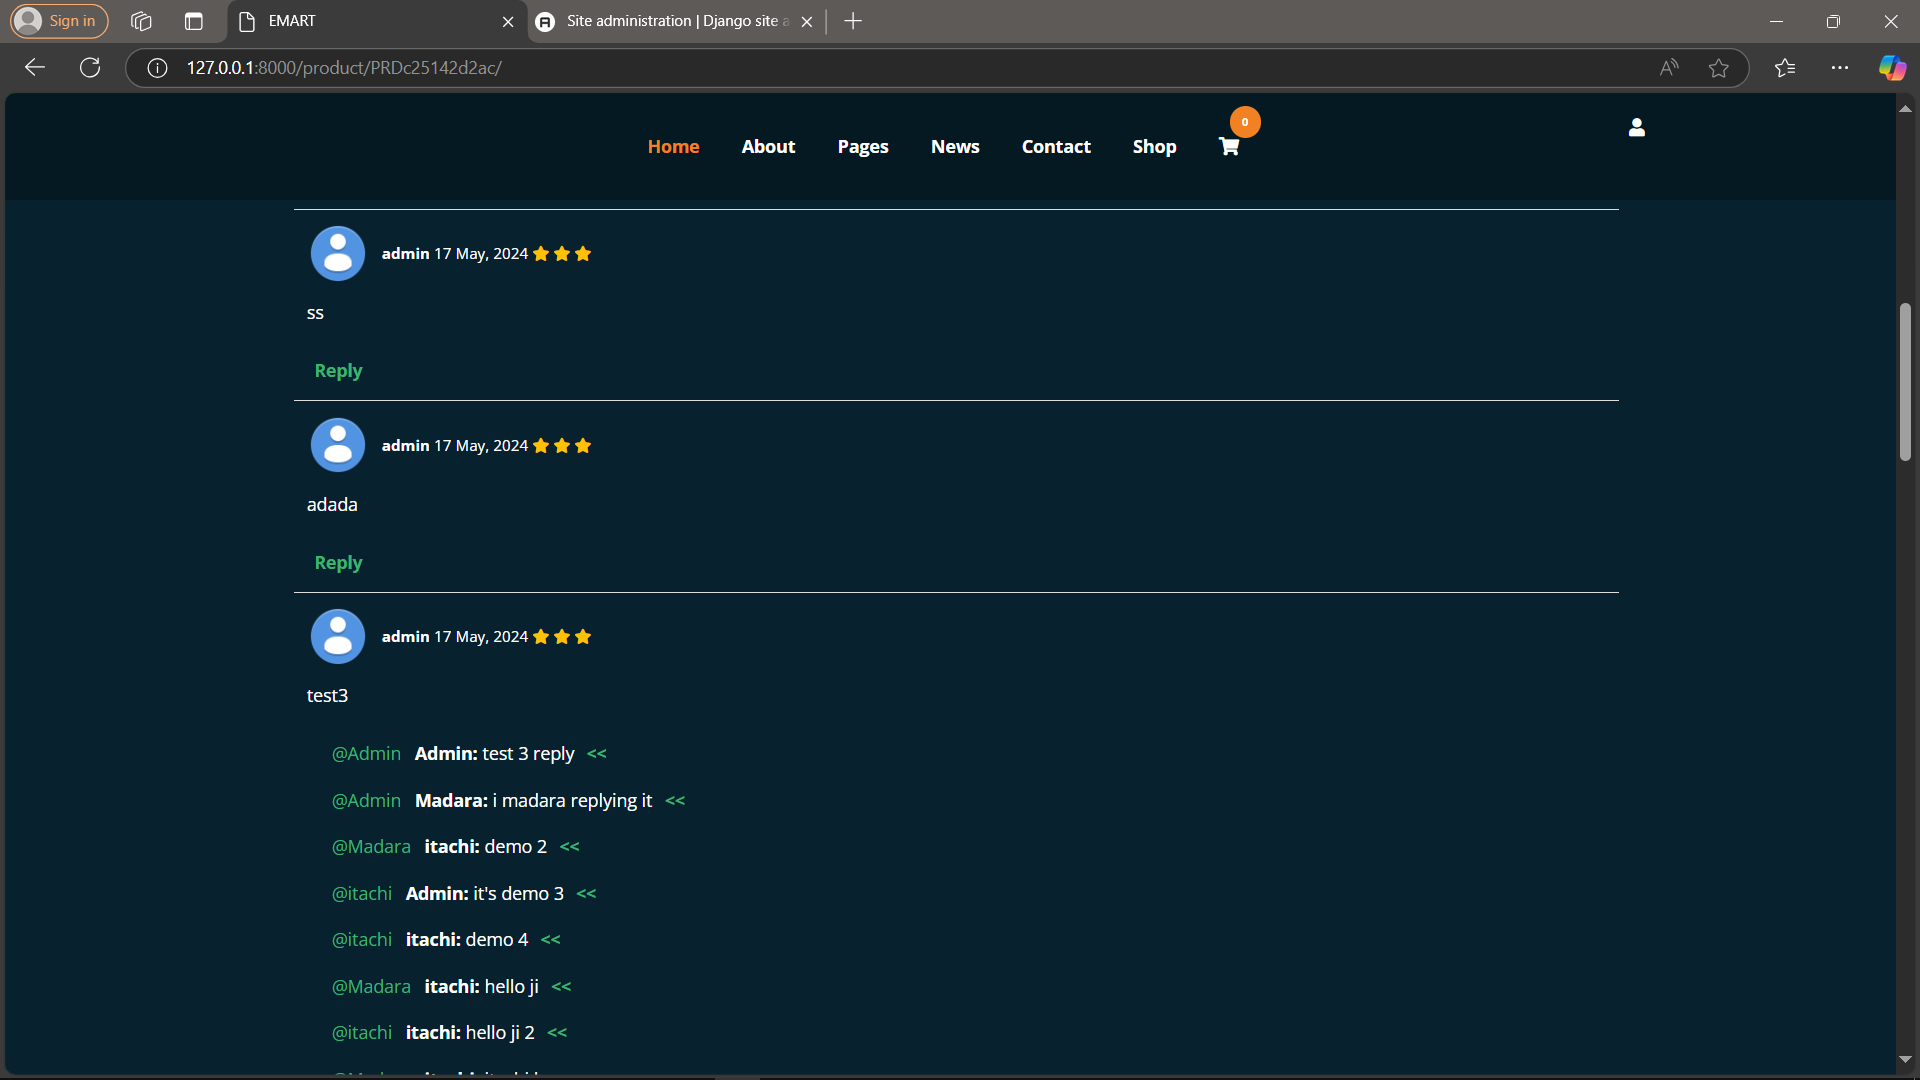 Sign in
EMART
Site administration | Django site a
127.0.0.1:8000/product/PRDc25142d2ac/
Home About Pages News Contact Shop 0
admin 17 May, 2024
ss
Reply
admin 17 May, 2024
adada
Reply
admin 17 May, 2024
test3
@Admin Admin: test 3 reply <<
@Admin Madara: i madara replying it <<
@Madara itachi: demo 2 <<
@itachi Admin: it's demo 3 <<
@itachi itachi: demo 4 <<
@Madara itachi: hello ji <<
@itachi itachi: hello ji 2 <<